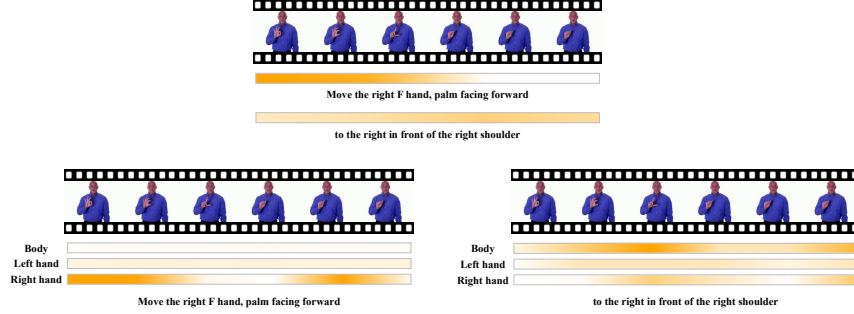 Move the right F hand, palm facing forward
to the right in front of the right shoulder
Body
Left hand
Right hand
Move the right F hand, palm facing forward
Body
Left hand
Right hand
to the right in front of the right shoulder